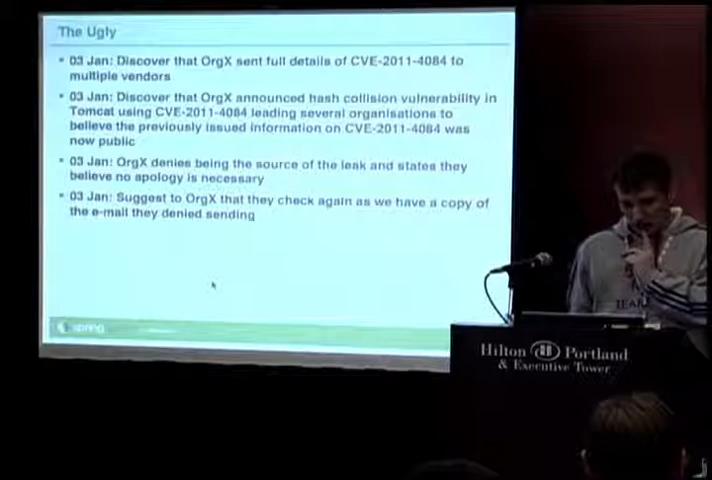 The Ugly
03 Jan: Discover that OrgX sent full details of CVE-2011-4084 to
multiple vendors
03 Jan: Discover that OrgX announced hash collision vulnerability in
Tomcat using CVE-2011-4084 leading several organisations to
believe the previously issued information on CVE-2011-4084 was
now public
03 Jan: OrgX denies being the source of the leak and states they
believe no apology is necessary
03 Jan: Suggest to OrgX that they check again as we have a copy of
the e-mail they denied sending
spring
Hilton Portland
& Executive Tower